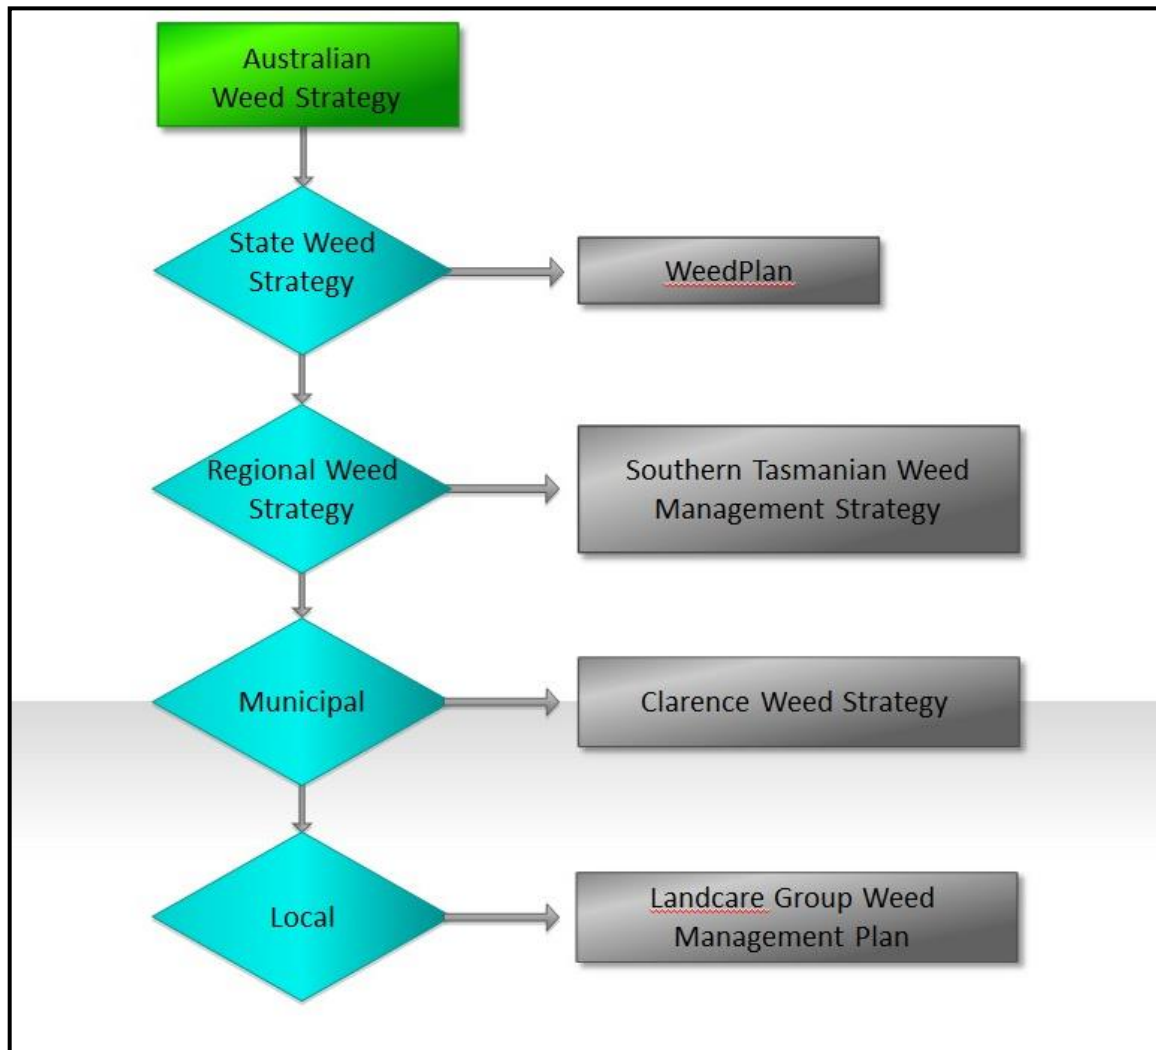 Australian
Weed Strategy
State Weed
Strategy
WeedPlan
Regional Weed
Strategy
Southern Tasmanian Weed
Management Strategy
Municipal
Clarence Weed Strategy
Local
Landcare Group Weed
Management Plan